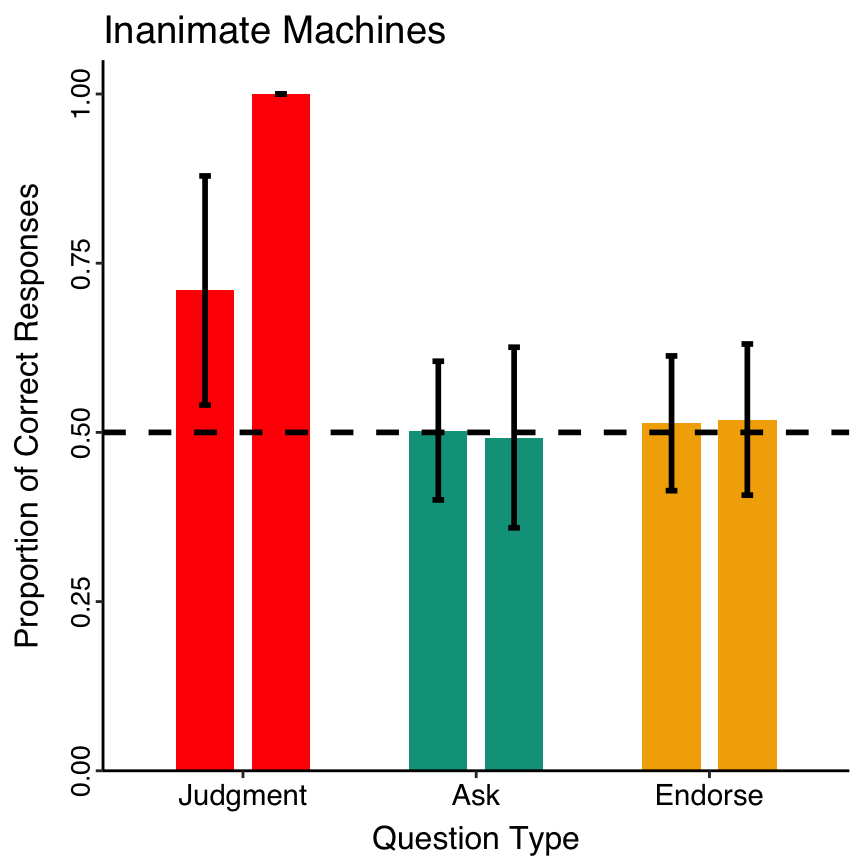 Inanimate Machines
Proportion of Correct Responses
1.00
0.75
0.50
0.25
0.00
Judgment Ask Endorse
Question Type